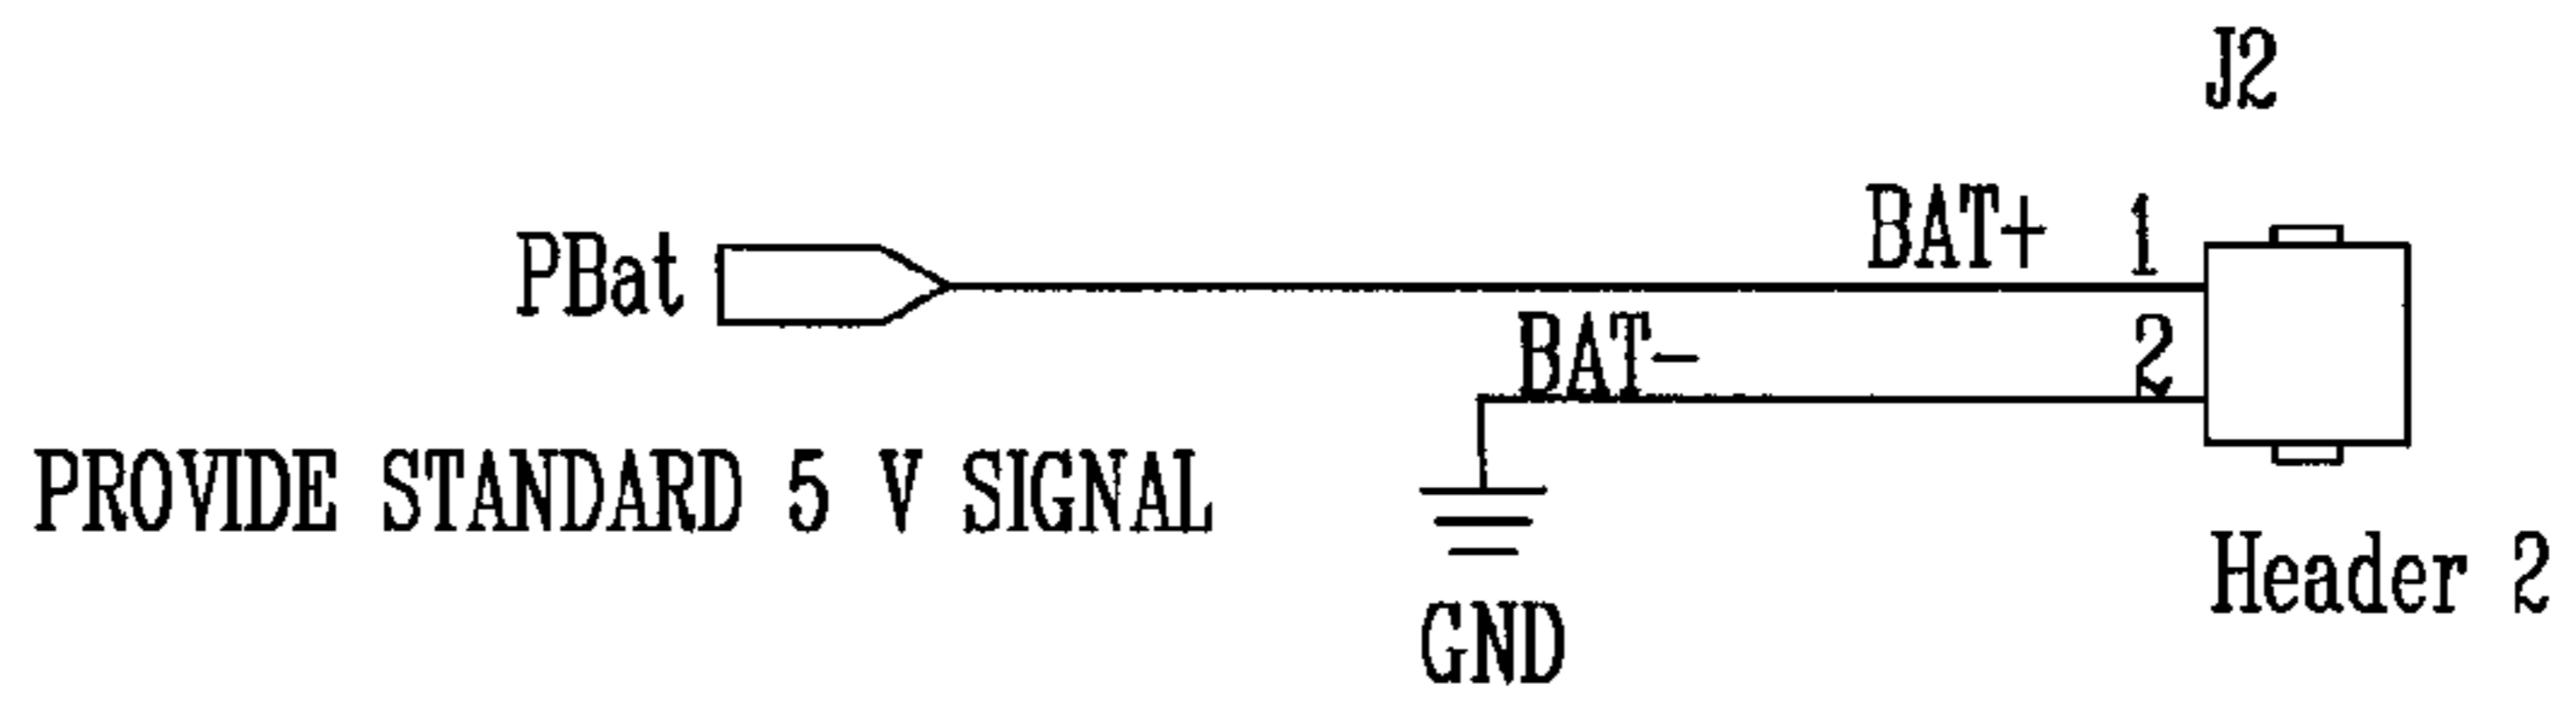 J2
BAT+ 1
PBat
BAT- 2
PROVIDE STANDARD 5 V SIGNAL
Header 2
GND